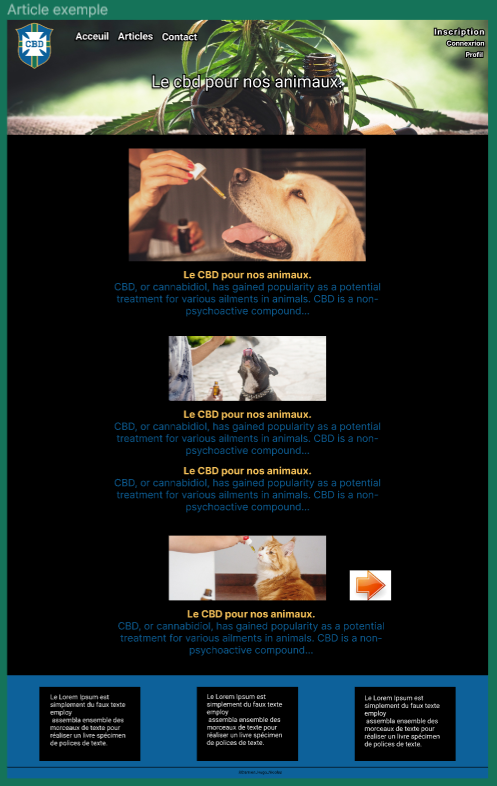 Article exemple
CBD
Acceuil Articles Contact
Inscription
Connexrion
Profil
Le cbd pour nos animaux.
Le CBD pour nos animaux.
CBD, or cannabidiol, has gained popularity as a potential
treatment for various ailments in animals. CBD is a non-
psychoactive compound...
Le CBD pour nos animaux.
CBD, or cannabidiol, has gained popularity as a potential
treatment for various ailments in animals. CBD is a non-
psychoactive compound...
Le CBD pour nos animaux.
CBD, or cannabidiol, has gained popularity as a potential
treatment for various ailments in animals. CBD is a non-
psychoactive compound...
Le CBD pour nos animaux.
CBD, or cannabidiol, has gained popularity as a potential
treatment for various ailments in animals. CBD is a non-
psychoactive compound...
Le Lorem Ipsum est
simplement du faux texte
employ
assembla ensemble des
morceaux de texte pour
réaliser un livre spécimen
de polices de texte.
Le Lorem Ipsum est
simplement du faux texte
employ
assembla ensemble des
morceaux de texte pour
réaliser un livre spécimen
de polices de texte.
Le Lorem Ipsum est
simplement du faux texte
employ
assembla ensemble des
morceaux de texte pour
réaliser un livre spécimen
de polices de texte.